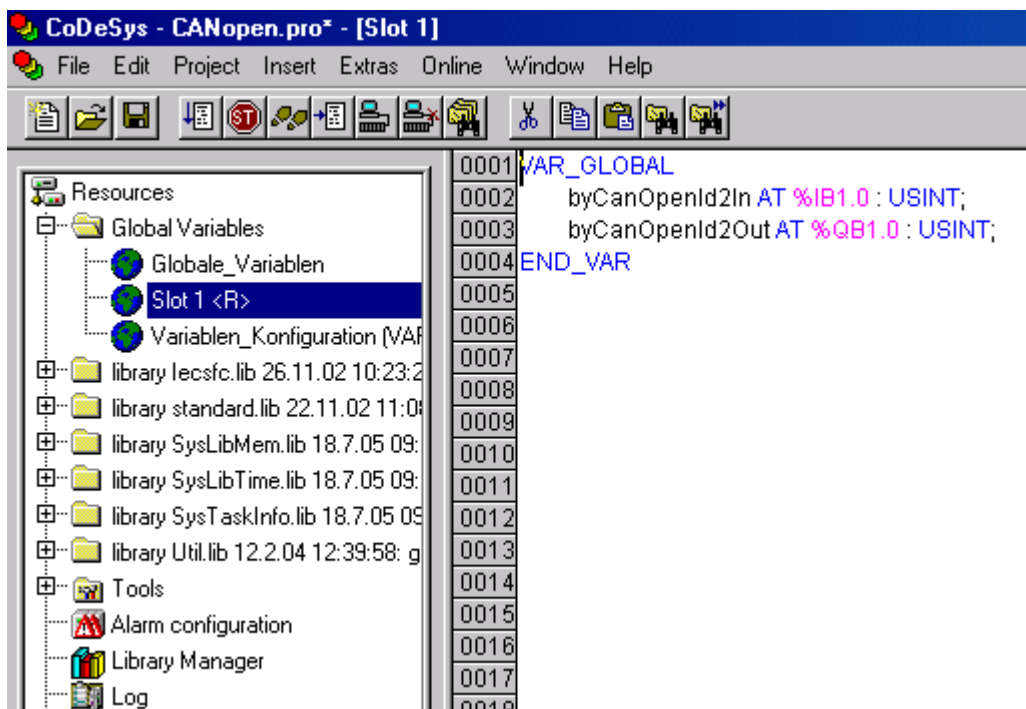 CoDeSys - CANopen.pro* - [Slot 1]
File Edit Project Insert Extras Online Window Help
ST
Resources
Global Variables
Globale_Variablen
Slot 1 <R>
Variablen_Konfiguration (VAR
library Iecsfc.lib 26.11.02 10:23:2
library standard.lib 22.11.02 11:0
library SysLibMem.lib 18.7.05 09:
library SysLibTime.lib 18.7.05 09:
library SysTaskInfo.lib 18.7.05 09
library Util.lib 12.2.04 12:39:58: g
Tools
Alarm configuration
Library Manager
Log
0001 VAR_GLOBAL
0002 byCanOpenId2In AT %IB1.0 : USINT;
0003 byCanOpenId2Out AT %QB1.0 : USINT;
0004 END_VAR
0005
0006
0007
0008
0009
0010
0011
0012
0013
0014
0015
0016
0017
0018